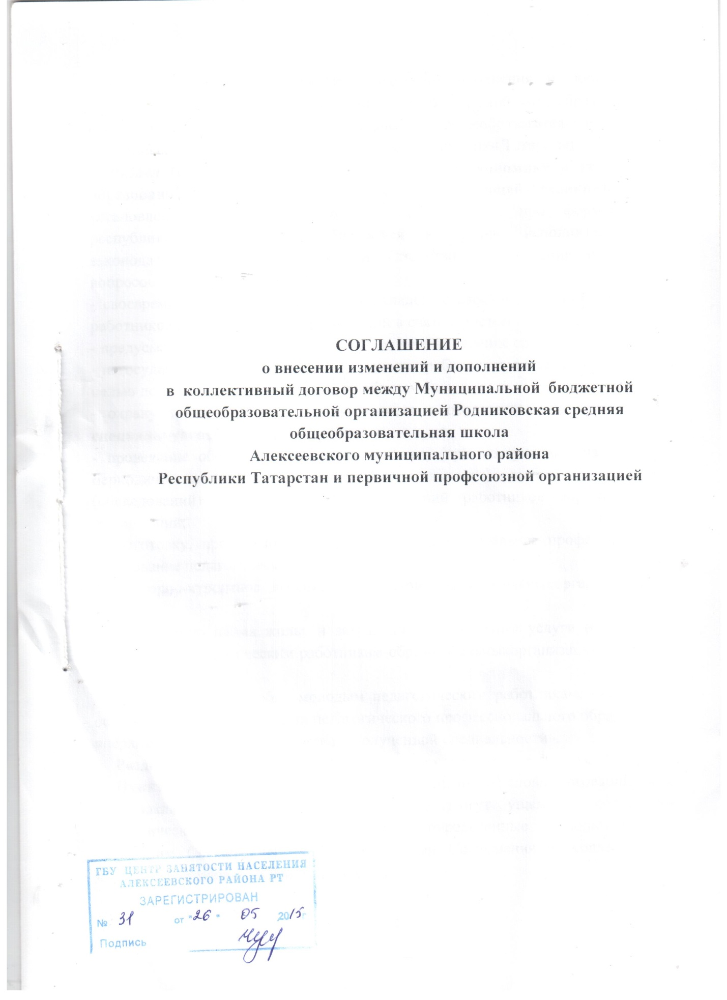 СОГЛАШЕНИЕ
о внесении изменений и дополнений
в коллективный договор между Муниципальной бюджетной
общеобразовательной организацией Родниковская средняя
общеобразовательная школа
Алексеевского муниципального района
Республики Татарстан и первичной профсоюзной организацией
ГБУ ЦЕНТР ЗАНЯТОСТИ НАСЕЛЕНИЯ
АЛЕКСЕЕВСКОГО РАЙОНА РТ
ЗАРЕГИСТРИРОВАН
№ 31 от "26" 05 2015г
Подпись